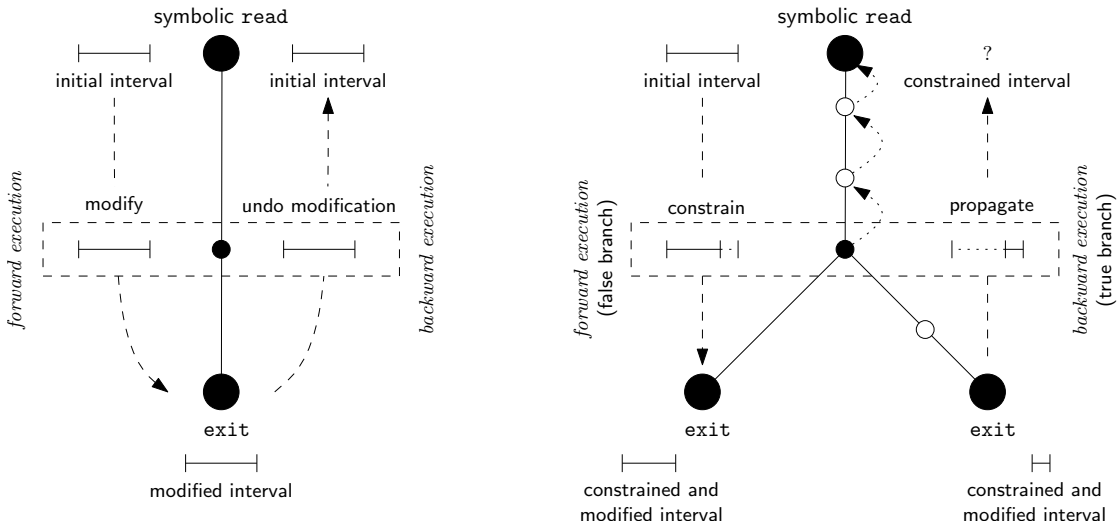 symbolic read
initial interval
initial interval
forward execution
modify
undo modification
backward execution
exit
modified interval
symbolic read
initial interval
?
constrained interval
forward execution
(false branch)
constrain
propagate
backward execution
(true branch)
exit
exit
constrained and
modified interval
constrained and
modified interval